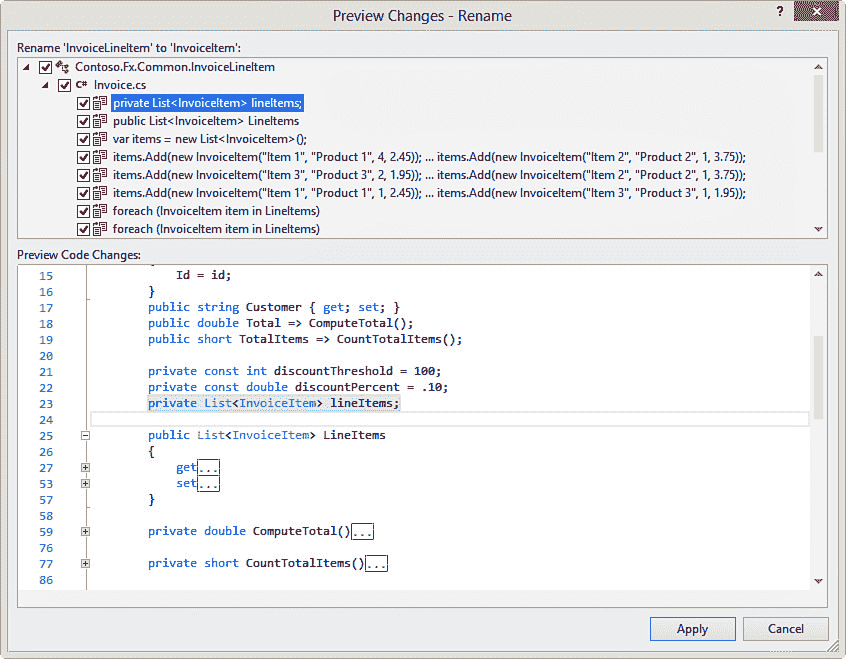 Preview Changes - Rename
?
Rename 'InvoiceLineItem' to 'InvoiceItem':
Contoso.Fx.Common.InvoiceLineItem
C# Invoice.cs
private List<InvoiceItem> lineItems;
public List<InvoiceItem> LineItems
var items = new List<InvoiceItem>();
items.Add(new InvoiceItem("Item 1", "Product 1", 4, 2.45)); ... items.Add(new InvoiceItem("Item 2", "Product 2", 1, 3.75));
items.Add(new InvoiceItem("Item 3", "Product 3", 2, 1.95)); ... items.Add(new InvoiceItem("Item 2", "Product 2", 1, 3.75));
items.Add(new InvoiceItem("Item 1", "Product 1", 1, 2.45)); ... items.Add(new InvoiceItem("Item 3", "Product 3", 1, 1.95));
foreach (InvoiceItem item in LineItems)
foreach (InvoiceItem item in LineItems)
Preview Code Changes:
15 Id = id;
16 }
17 public string Customer { get; set; }
18 public double Total => ComputeTotal();
19 public short TotalItems => CountTotalItems();
20
21 private const int discountThreshold = 100;
22 private const double discountPercent = .10;
23 private List<InvoiceItem> lineItems;
24
25 public List<InvoiceItem> LineItems
26 {
27 get...
53 set...
57 }
58
59 private double ComputeTotal()...
76
77 private short CountTotalItems()...
86
Apply Cancel